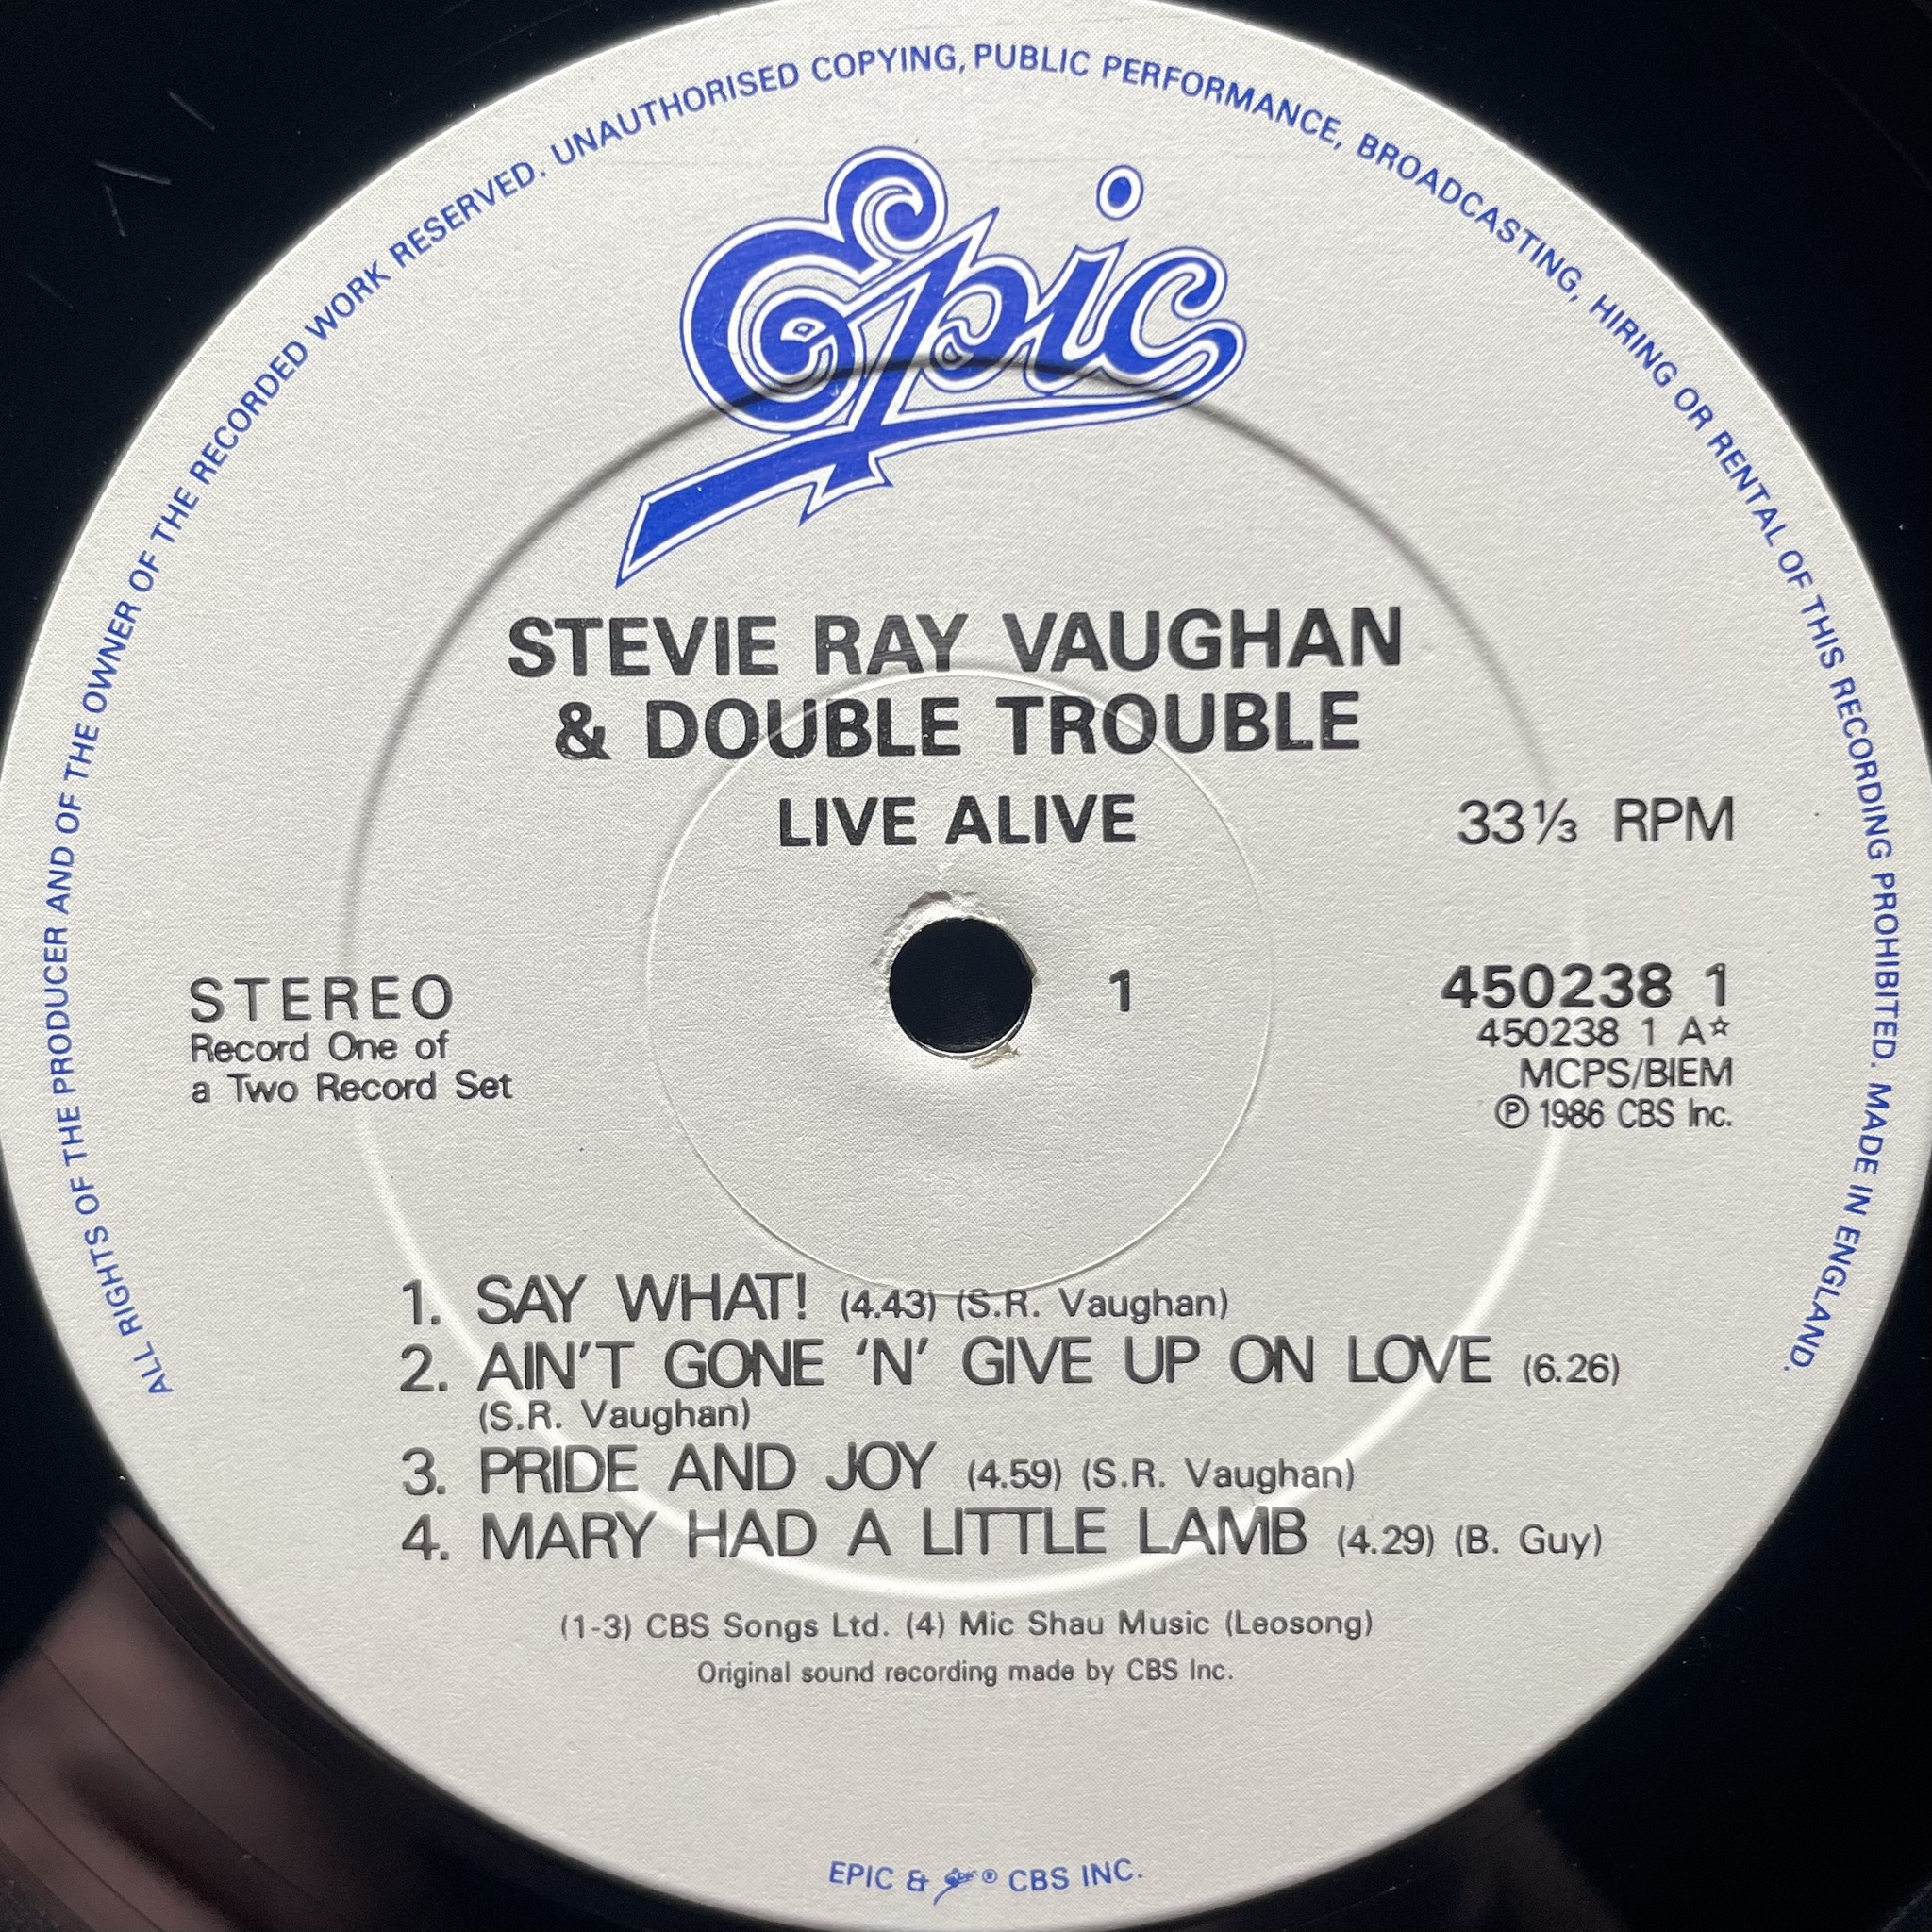 ALL RIGHTS OF THE PRODUCER AND OF THE OWNER OF THE RECORDED WORK RESERVED. UNAUTHORISED COPYING, PUBLIC PERFORMANCE, BROADCASTING, HIRING OR RENTAL OF THIS RECORDING PROHIBITED. MADE IN ENGLAND.
Epic
STEVIE RAY VAUGHAN
& DOUBLE TROUBLE
LIVE ALIVE
33⅓ RPM
STEREO
Record One of
a Two Record Set
1
450238 1
450238 1 A☆
MCPS/BIEM
℗ 1986 CBS Inc.
1. SAY WHAT! (4.43) (S.R. Vaughan)
2. AIN'T GONE 'N' GIVE UP ON LOVE (6.26)
(S.R. Vaughan)
3. PRIDE AND JOY (4.59) (S.R. Vaughan)
4. MARY HAD A LITTLE LAMB (4.29) (B. Guy)
(1-3) CBS Songs Ltd. (4) Mic Shau Music (Leosong)
Original sound recording made by CBS Inc.
EPIC & Epic ® CBS INC.